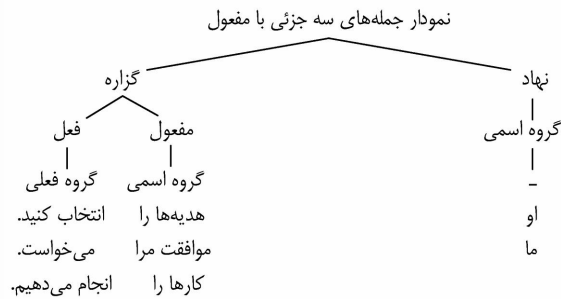 نمودار جمله‌های سه جزئی با مفعول
نهاد گزاره
گروه اسمی مفعول فعل
- گروه اسمی گروه فعلی
او هدیه‌ها را انتخاب کنید.
ما موافقت مرا می‌خواست.
کارها را انجام می‌دهیم.